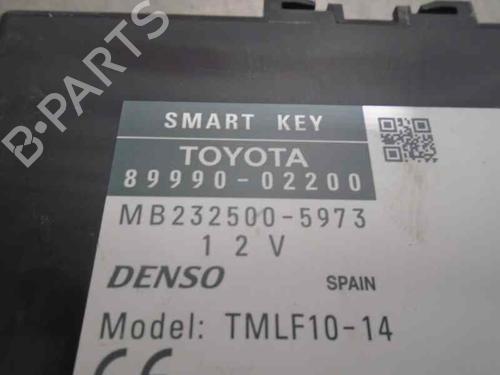 B-PARTS
SMART KEY
TOYOTA
89990-02200
MB232500-5973
12V
DENSO
SPAIN
Model: TMLF10-14
CE